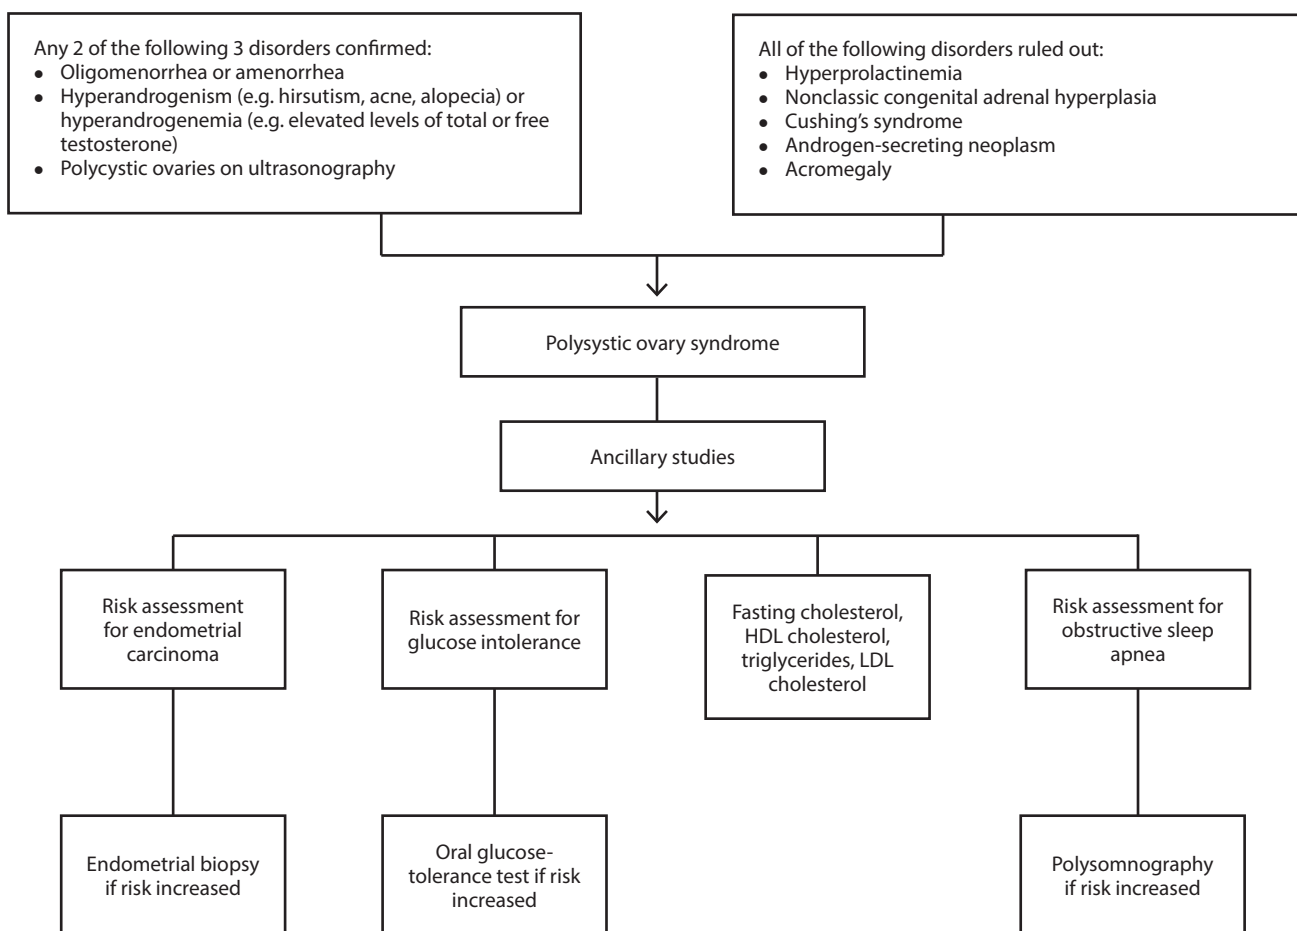 Any 2 of the following 3 disorders confirmed:
• Oligomenorrhea or amenorrhea
• Hyperandrogenism (e.g. hirsutism, acne, alopecia) or
hyperandrogenemia (e.g. elevated levels of total or free
testosterone)
• Polycystic ovaries on ultrasonography
All of the following disorders ruled out:
• Hyperprolactinemia
• Nonclassic congenital adrenal hyperplasia
• Cushing's syndrome
• Androgen-secreting neoplasm
• Acromegaly
Polysystic ovary syndrome
Ancillary studies
Risk assessment
for endometrial
carcinoma
Risk assessment for
glucose intolerance
Fasting cholesterol,
HDL cholesterol,
triglycerides, LDL
cholesterol
Risk assessment for
obstructive sleep
apnea
Endometrial biopsy
if risk increased
Oral glucose-
tolerance test if risk
increased
Polysomnography
if risk increased